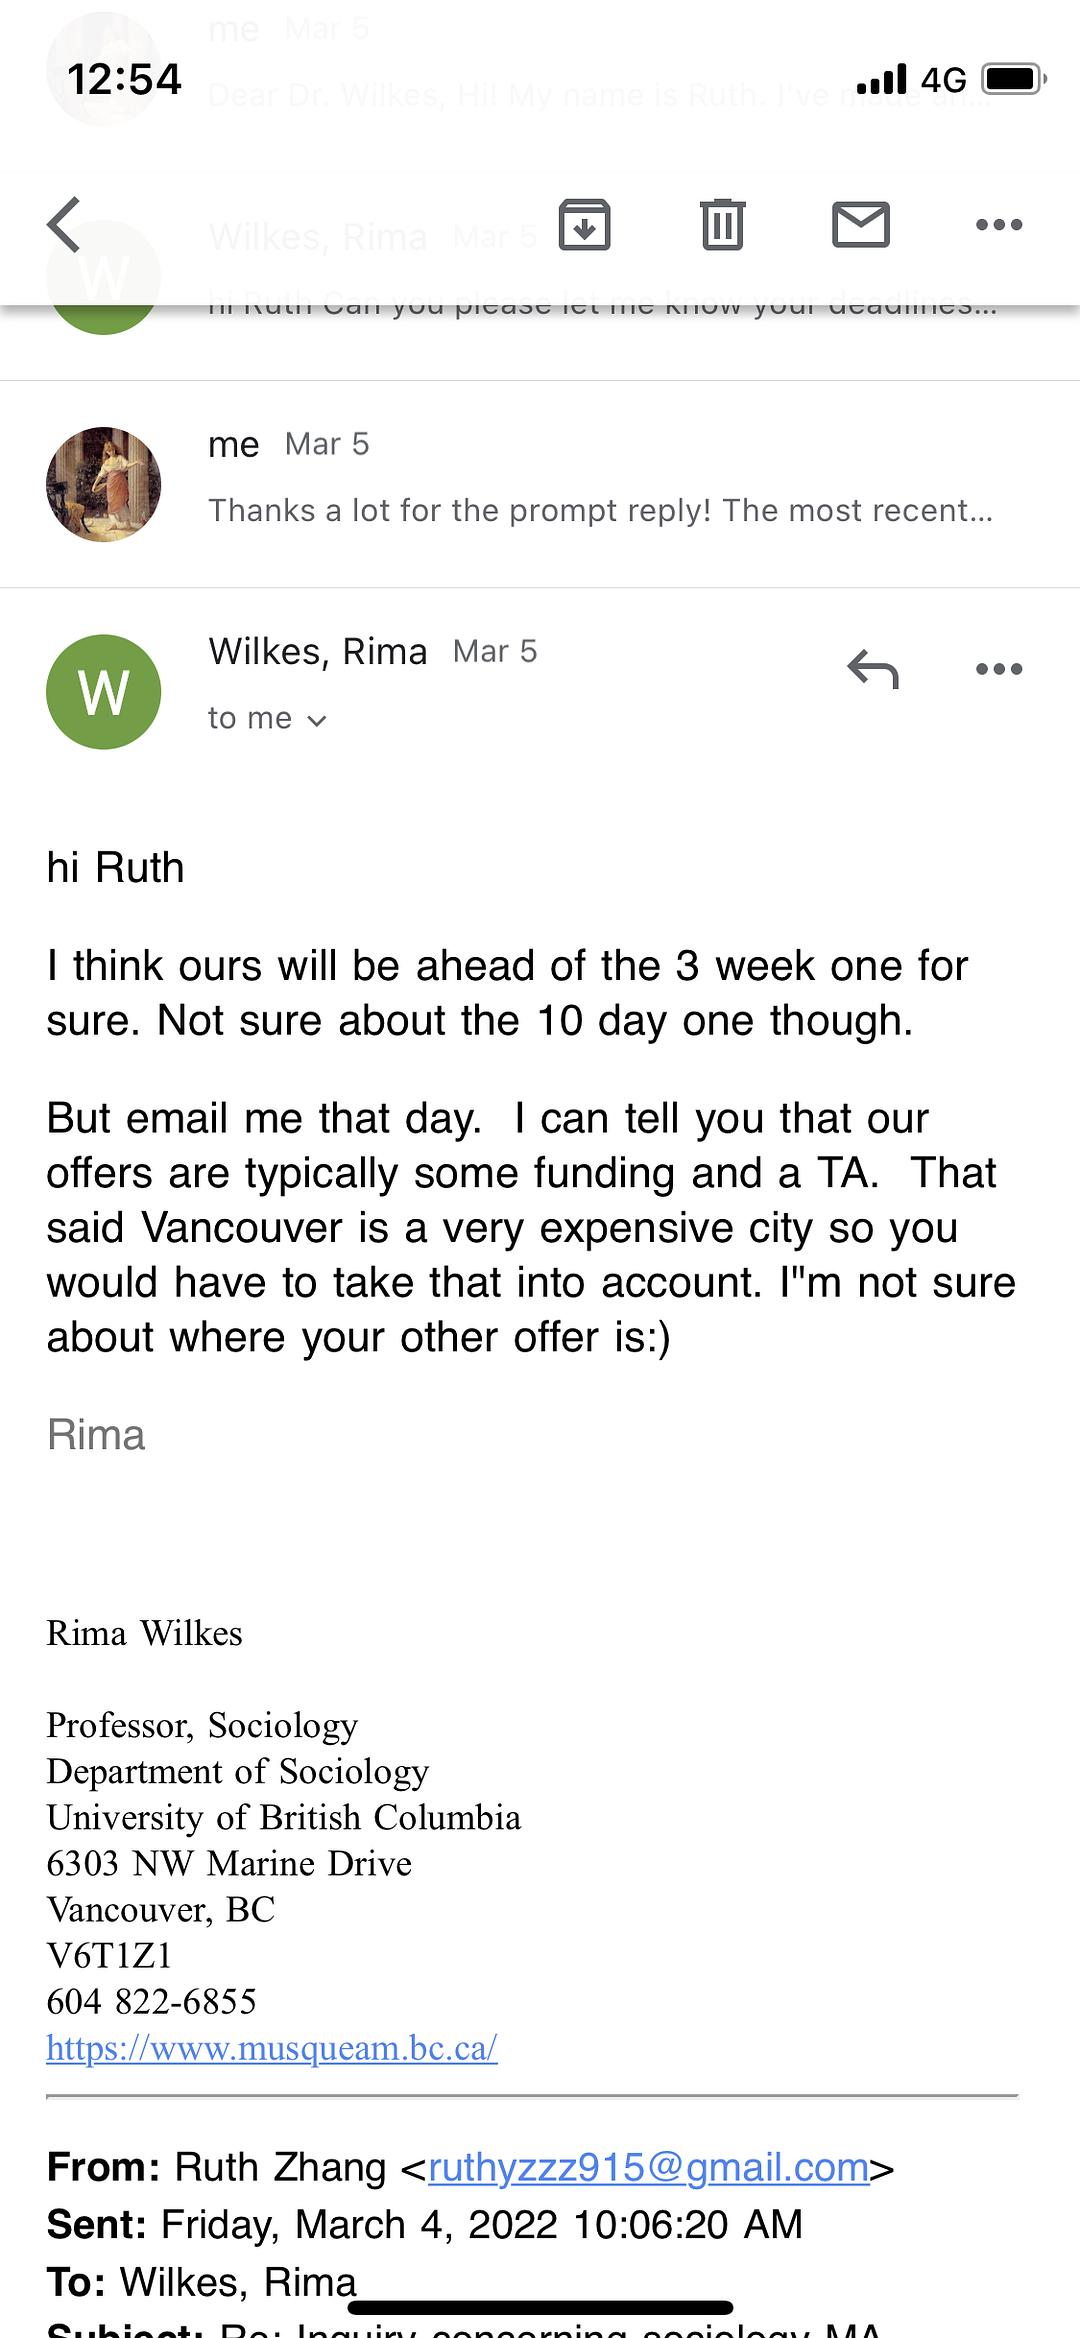 me Mar 5
12:54
4G
Dear Dr. Wilkes, Hi! My name is Ruth. I've made an...
Wilkes, Rima Mar 5
W
hi Ruth Can you please let me know your deadlines...
me Mar 5
Thanks a lot for the prompt reply! The most recent...
Wilkes, Rima Mar 5
W
to me
hi Ruth
I think ours will be ahead of the 3 week one for
sure. Not sure about the 10 day one though.
But email me that day.  I can tell you that our
offers are typically some funding and a TA.  That
said Vancouver is a very expensive city so you
would have to take that into account. I"m not sure
about where your other offer is:)
Rima
Rima Wilkes
Professor, Sociology
Department of Sociology
University of British Columbia
6303 NW Marine Drive
Vancouver, BC
V6T1Z1
604 822-6855
https://www.musqueam.bc.ca/
From: Ruth Zhang <ruthyzzz915@gmail.com>
Sent: Friday, March 4, 2022 10:06:20 AM
To: Wilkes, Rima
Subject: Re: Inquiry concerning sociology MA